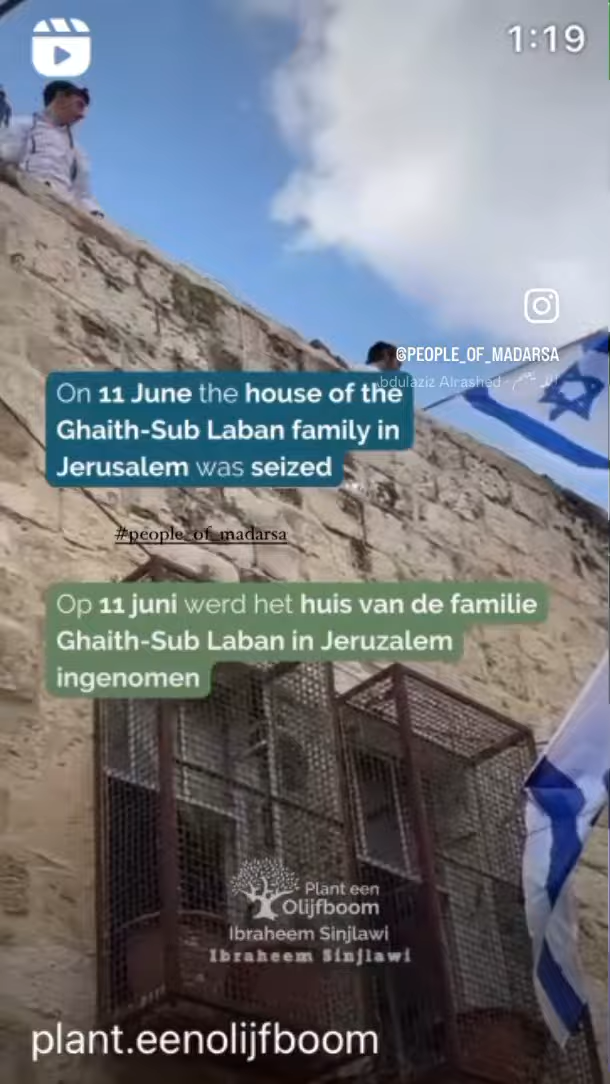 1:19
@PEOPLE_OF_MADARSA
bdulaziz Alrashed
On 11 June the house of the
Ghaith-Sub Laban family in
Jerusalem was seized
#people_of_madarsa
Op 11 juni werd het huis van de familie
Ghaith-Sub Laban in Jeruzalem
ingenomen
Plant een
Olijfboom
Ibraheem Sinjlawi
Ibraheem Sinjlawi
plant.eenolijfboom